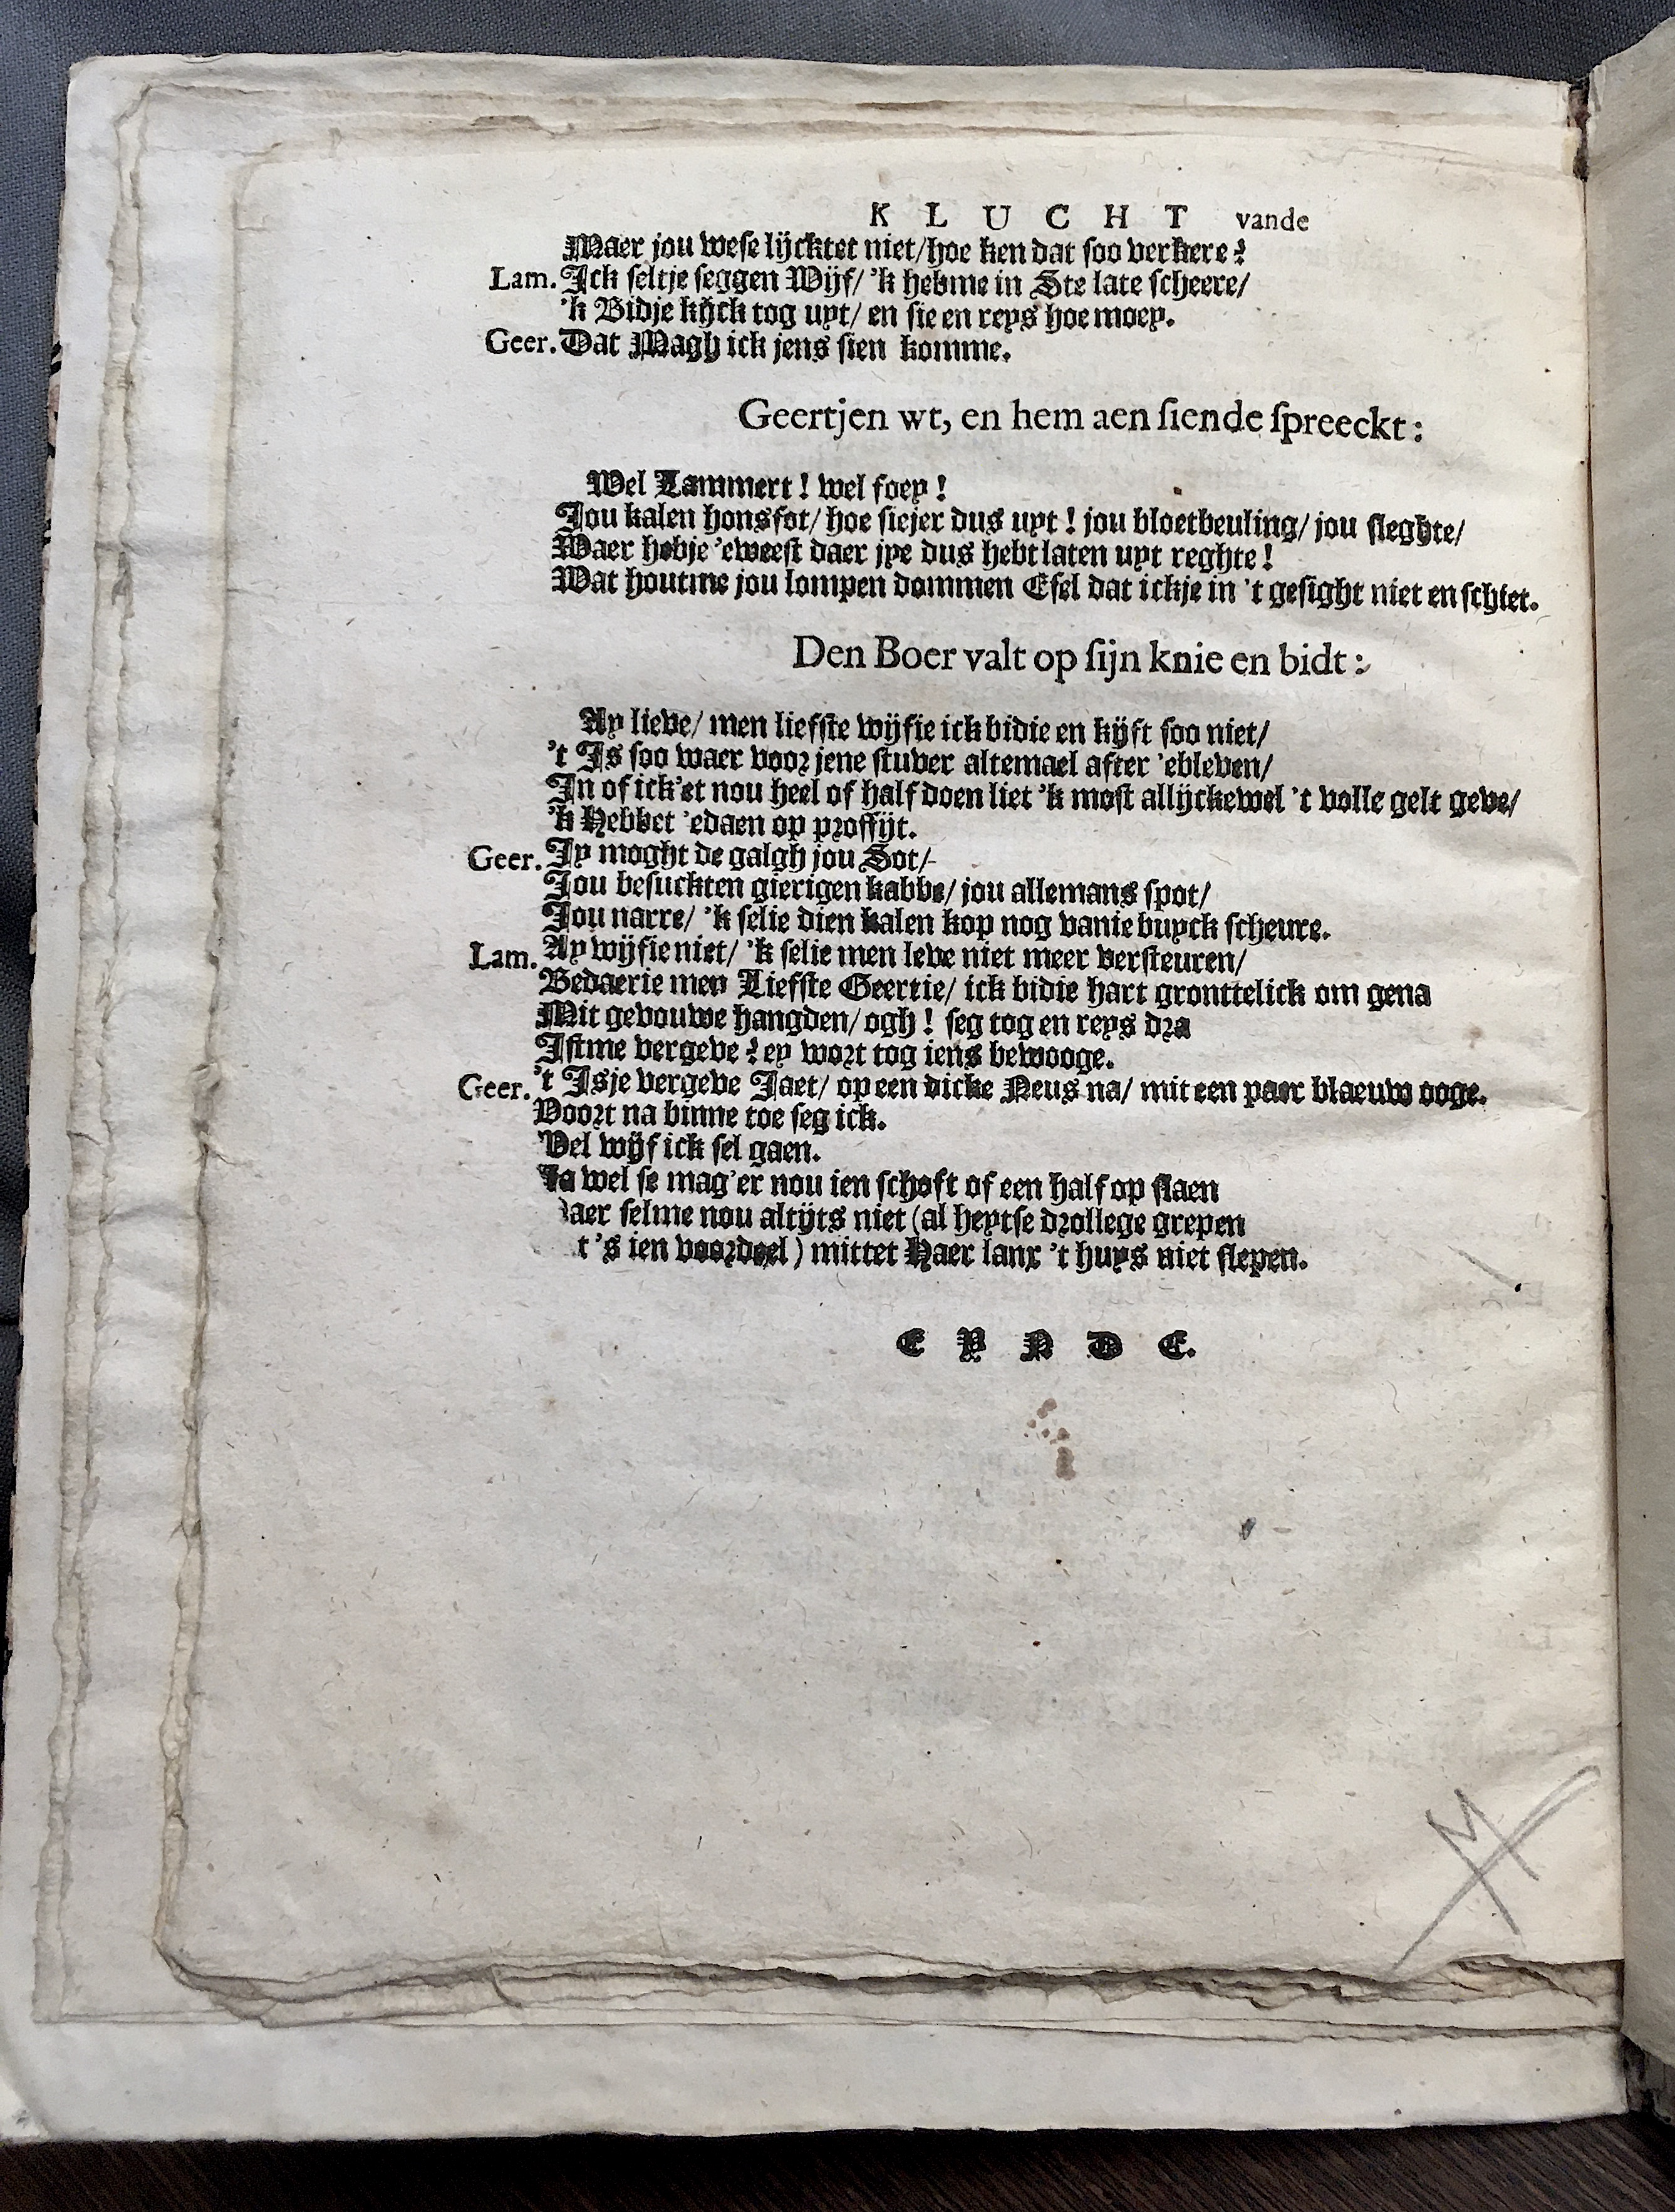 KLUCHT vande
Maer jou wese lijcktet niet/hoe ken dat soo verkere?
Lam. Ick seltje seggen Wijf/ 'k hebme in Ste late scheere/
'k Bidje kijck tog uyt/ en sie en reys hoe moey.
Geer. Dat Magh ick jens sien komme.
Geertjen wt, en hem aen siende spreeckt:
Wel Lammert! wel foey!
Jou kalen honsfot/ hoe siejer dus uyt! jou bloetbeuling/ jou sleghte/
Waer hebje 'eweest daer jye dus hebt laten uyt reghte!
Wat houtme jou lompen dommen Esel dat ickje in 't gesight niet en schiet.
Den Boer valt op sijn knie en bidt:
Ay lieve/ men liefste wijfie ick bidie en kijft soo niet/
't Is soo waer voor jene stuver altemael after 'ebleven/
In of ick'et nou heel of half doen liet 'k most allijckewel 't volle gelt geve/
'k Hebbet 'edaen op proffijt.
Geer. Jy moght de galgh jou Sot/
Jou besuckten gierigen kabbe/ jou allemans spot/
Jou narre/ 'k selie dien kalen kop nog vanie buyck scheure.
Lam. Ay wijfie niet/ 'k selie men leve niet meer versteuren/
Bedaerie men Liefste Geertie/ ick bidie hart gronttelick om gena
Mit gevouwe hangden/ ogh! seg tog en reys dra
Istme vergeve? ey wort tog iens bewooge.
Geer. 't Isje vergeve Jaet/ op een dicke Neus na/ mit een paer blaeuw ooge.
Voort na binne toe seg ick.
Wel wijf ick sel gaen.
Ja wel se mag'er nou ien schoft of een half op slaen
Daer selme nou altijts niet (al heytse drollege grepen
t 's ien voordeel) mittet Haer lanx 't huys niet slepen.
EYNDE.